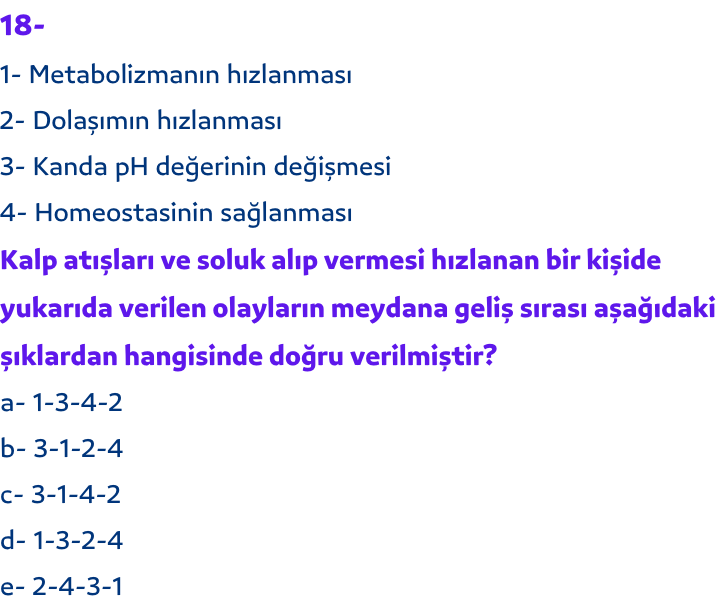 18-
1- Metabolizmanın hızlanması
2- Dolaşımın hızlanması
3- Kanda pH değerinin değişmesi
4- Homeostasinin sağlanması
Kalp atışları ve soluk alıp vermesi hızlanan bir kişide
yukarıda verilen olayların meydana geliş sırası aşağıdaki
şıklardan hangisinde doğru verilmiştir?
a- 1-3-4-2
b- 3-1-2-4
c- 3-1-4-2
d- 1-3-2-4
e- 2-4-3-1